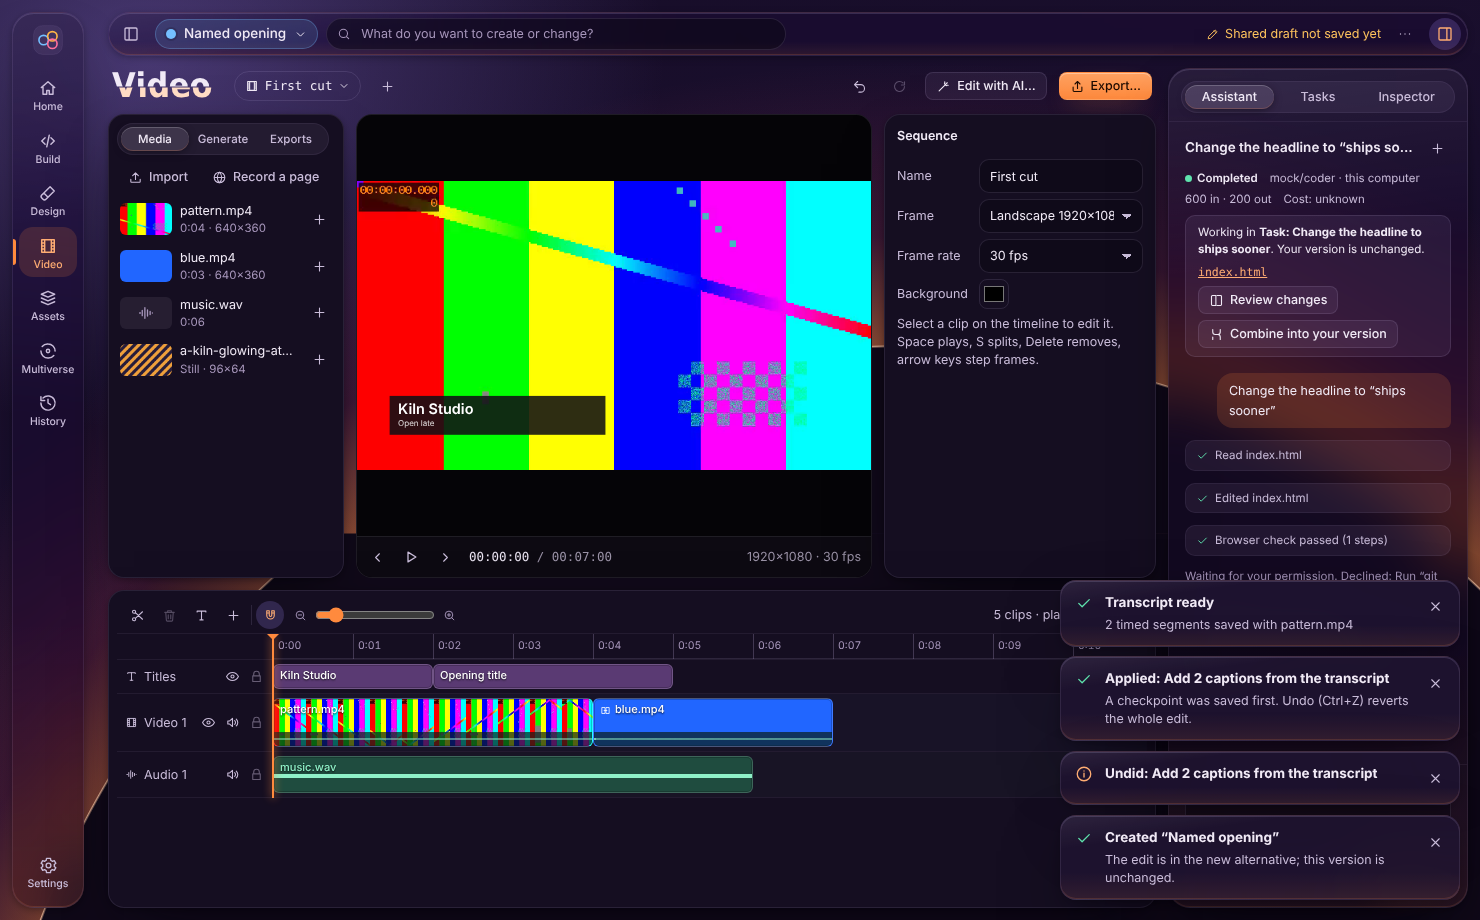 Named opening
What do you want to create or change?
Shared draft not saved yet
Home
Build
Design
Video
Assets
Multiverse
History
Settings
Video
First cut
Edit with AI...
Export...
Media
Generate
Exports
Import
Record a page
pattern.mp4
0:04 · 640×360
blue.mp4
0:03 · 640×360
music.wav
0:06
a-kiln-glowing-at...
Still · 96×64
00:00:00.000
0
Kiln Studio
Open late
00:00:00 / 00:07:00
1920×1080 · 30 fps
Sequence
Name
First cut
Frame
Landscape 1920×108
Frame rate
30 fps
Background
Select a clip on the timeline to edit it.
Space plays, S splits, Delete removes,
arrow keys step frames.
Assistant
Tasks
Inspector
Change the headline to “ships so...
Completed
mock/coder · this computer
600 in · 200 out
Cost: unknown
Working in Task: Change the headline to
ships sooner. Your version is unchanged.
index.html
Review changes
Combine into your version
Change the headline to “ships
sooner”
Read index.html
Edited index.html
Browser check passed (1 steps)
Waiting for your permission. Declined: Run “git
5 clips · pla
0:00
0:01
0:02
0:03
0:04
0:05
0:06
0:07
0:08
0:09
Titles
Kiln Studio
Opening title
Video 1
pattern.mp4
blue.mp4
Audio 1
music.wav
Transcript ready
2 timed segments saved with pattern.mp4
Applied: Add 2 captions from the transcript
A checkpoint was saved first. Undo (Ctrl+Z) reverts
the whole edit.
Undid: Add 2 captions from the transcript
Created “Named opening”
The edit is in the new alternative; this version is
unchanged.